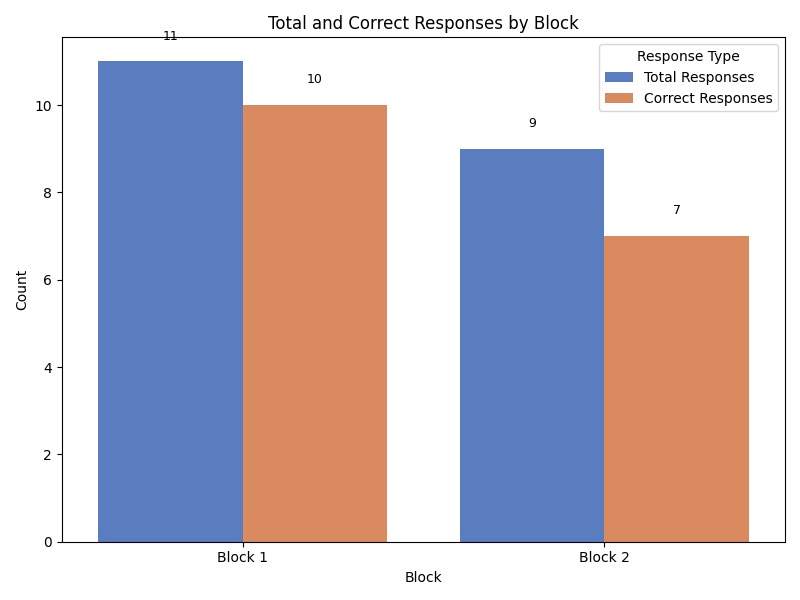 Total and Correct Responses by Block
11
10
9
7
Response Type
Total Responses
Correct Responses
10
8
6
4
2
0
Count
Block 1
Block 2
Block